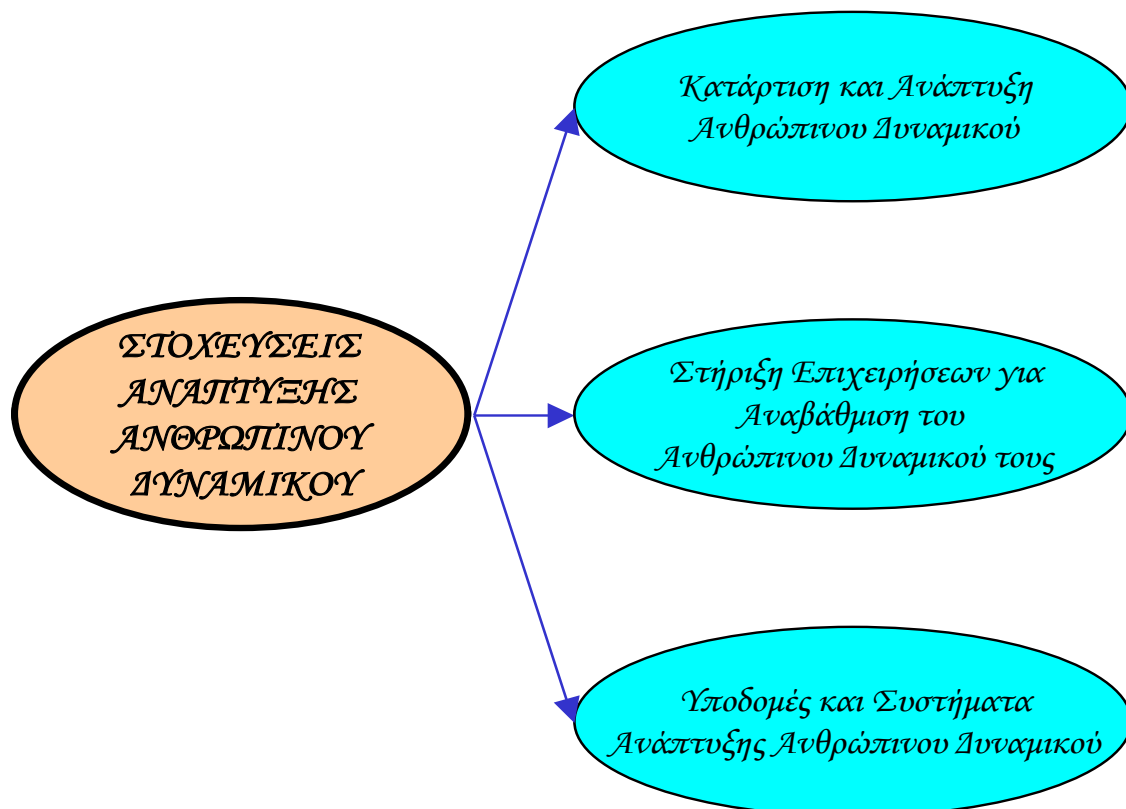 Κατάρτιση και Ανάπτυξη
Ανθρώπινου Δυναμικού
ΣΤΟΧΕΥΣΕΙΣ
ΑΝΑΠΤΥΞΗΣ
ΑΝΘΡΩΠΙΝΟΥ
ΔΥΝΑΜΙΚΟΥ
Στήριξη Επιχειρήσεων για
Αναβάθμιση του
Ανθρώπινου Δυναμικού τους
Υποδομές και Συστήματα
Ανάπτυξης Ανθρώπινου Δυναμικού